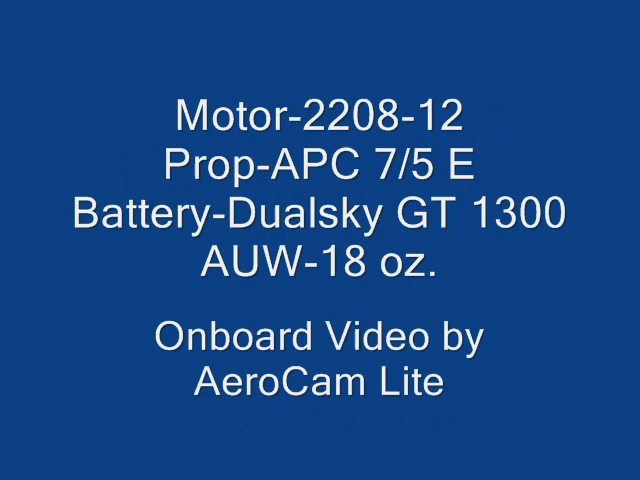 Motor-2208-12
Prop-APC 7/5 E
Battery-Dualsky GT 1300
AUW-18 oz.
Onboard Video by
AeroCam Lite